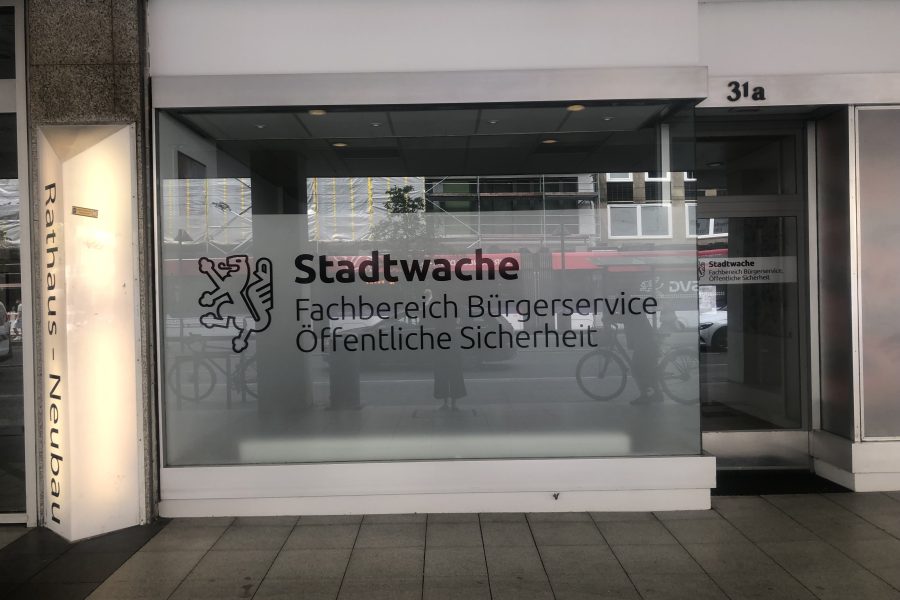 Rathaus - Neubau
Stadtwache
Fachbereich Bürgerservice
Öffentliche Sicherheit
31a
Stadtwache
Fachbereich Bürgerservice,
Öffentliche Sicherheit